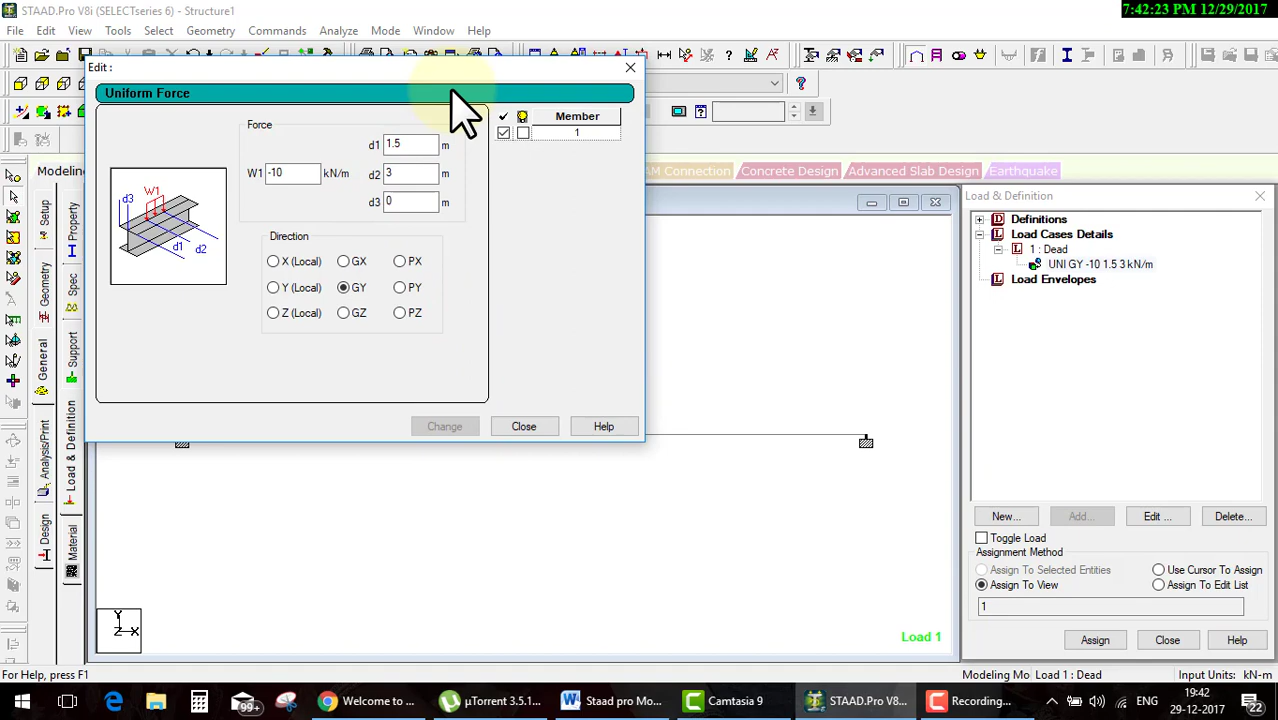 STAAD.Pro V8i (SELECTseries 6) - Structure1
7:42:23 PM 12/29/2017
File Edit View Tools Select Geometry Commands Analyze Mode Window Help
Edit :
Uniform Force
Force
d1 1.5 m
W1 -10 kN/m d2 3 m
d3 0 m
Member
1
W1
d3
d1
d2
Direction
X (Local) GX PX
Y (Local) GY PY
Z (Local) GZ PZ
Change Close Help
Modeling
Setup
Geometry
General
Analysis/Print
Design
Property
Spec
Support
Load & Definition
Material
AM Connection Concrete Design Advanced Slab Design Earthquake
Load & Definition
Definitions
Load Cases Details
1 : Dead
UNI GY -10 1.5 3 kN/m
Load Envelopes
New... Add... Edit ... Delete...
Toggle Load
Assignment Method
Assign To Selected Entities Use Cursor To Assign
Assign To View Assign To Edit List
1
Assign Close Help
Y
Z X
Load 1
For Help, press F1
Modeling Mo Load 1 : Dead Input Units: kN-m
99+
Welcome to ...
µTorrent 3.5.1...
Staad pro Mo...
Camtasia 9
STAAD.Pro V8...
Recording...
ENG
19:42
29-12-2017
22